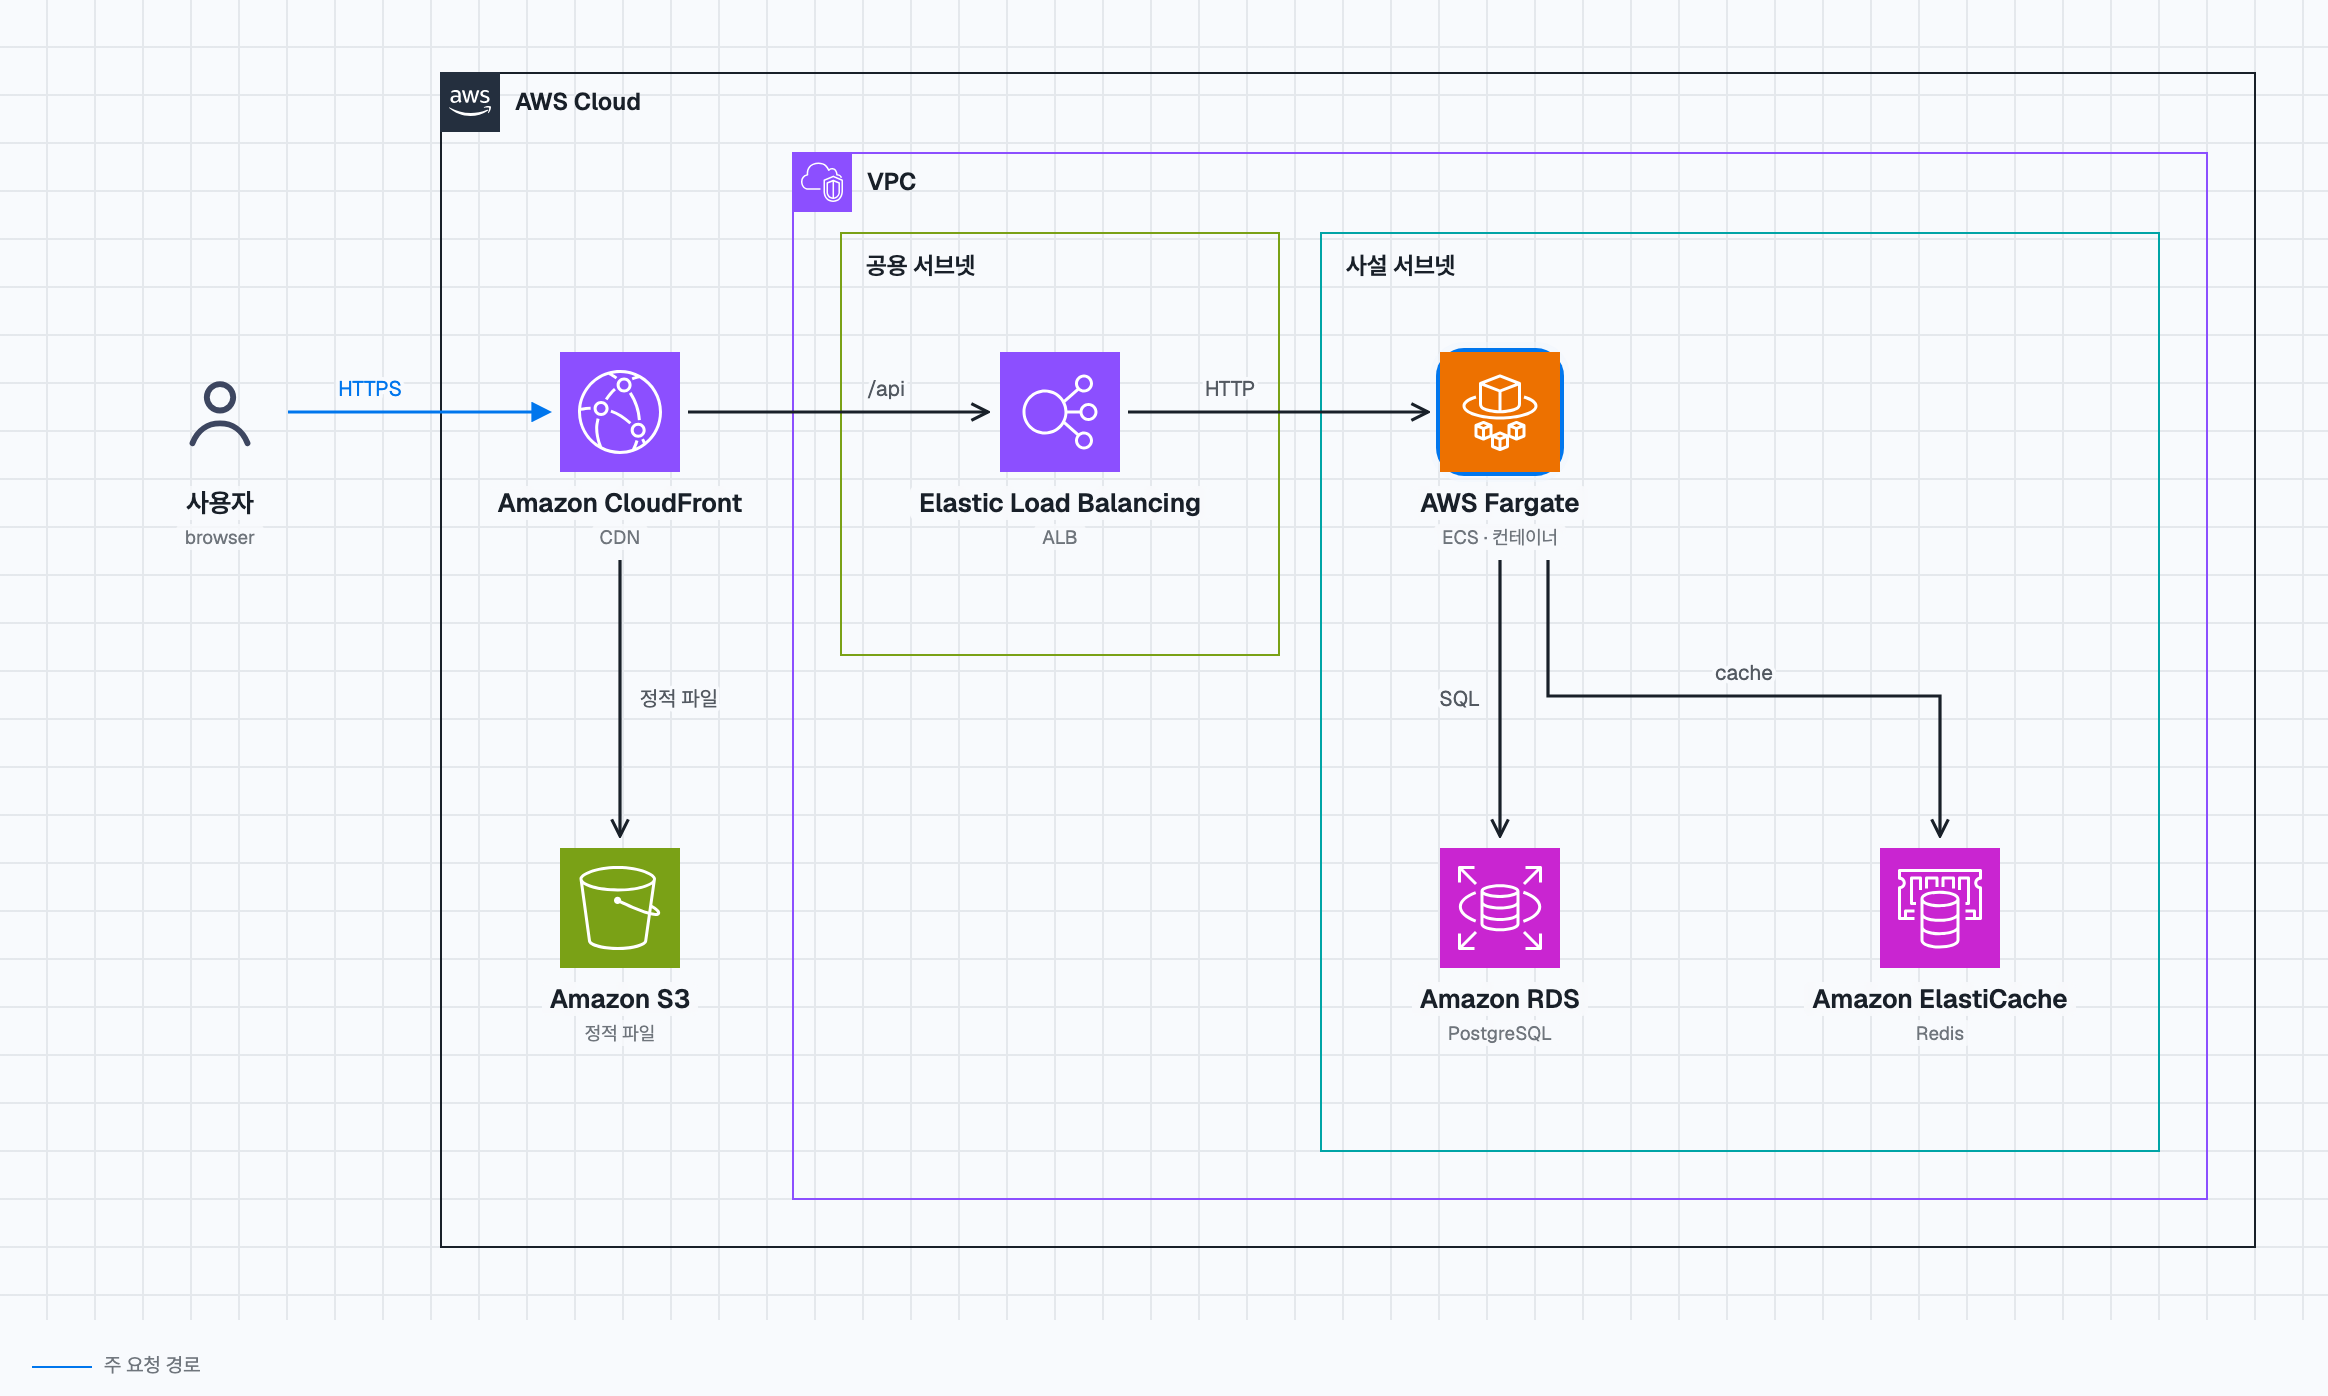 aws
AWS Cloud
VPC
공용 서브넷
사설 서브넷
HTTPS
/api
HTTP
사용자
browser
Amazon CloudFront
CDN
Elastic Load Balancing
ALB
AWS Fargate
ECS · 컨테이너
정적 파일
SQL
cache
Amazon S3
정적 파일
Amazon RDS
PostgreSQL
Amazon ElastiCache
Redis
주 요청 경로